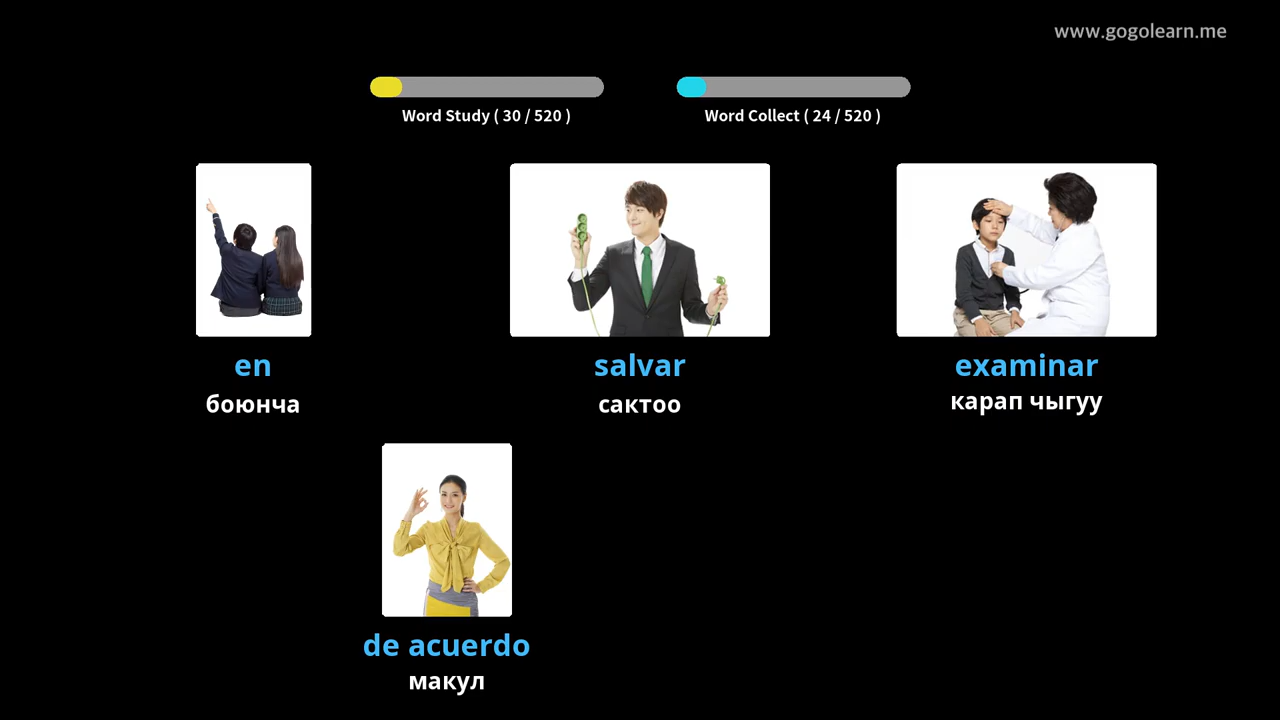 www.gogolearn.me
Word Study ( 30 / 520 )
Word Collect ( 24 / 520 )
en
боюнча
salvar
сактоо
examinar
карап чыгуу
de acuerdo
макул